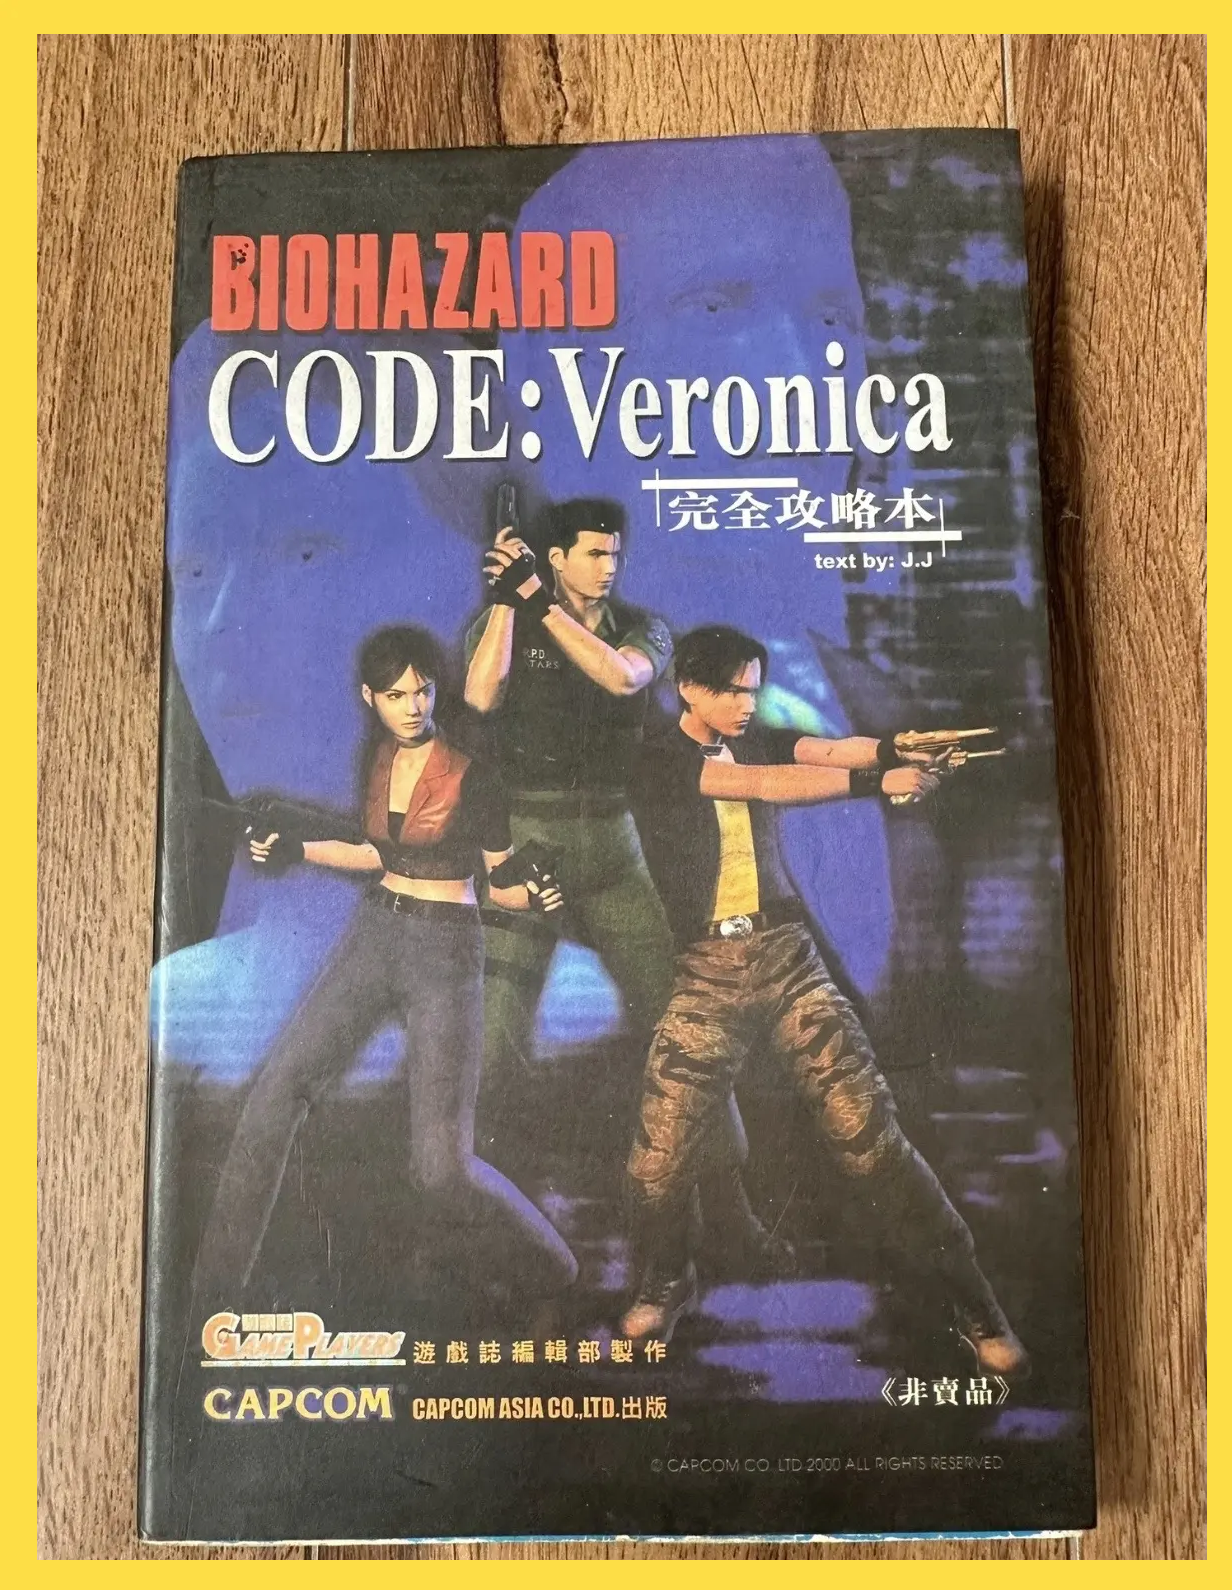 BIOHAZARD
CODE:Veronica
完全攻略本
text by: J.J
R.P.D.
GAME PLAYERS 遊戲誌編輯部製作
CAPCOM CAPCOM ASIA CO.,LTD.出版
《非賣品》
© CAPCOM CO. LTD 2000 ALL RIGHTS RESERVED